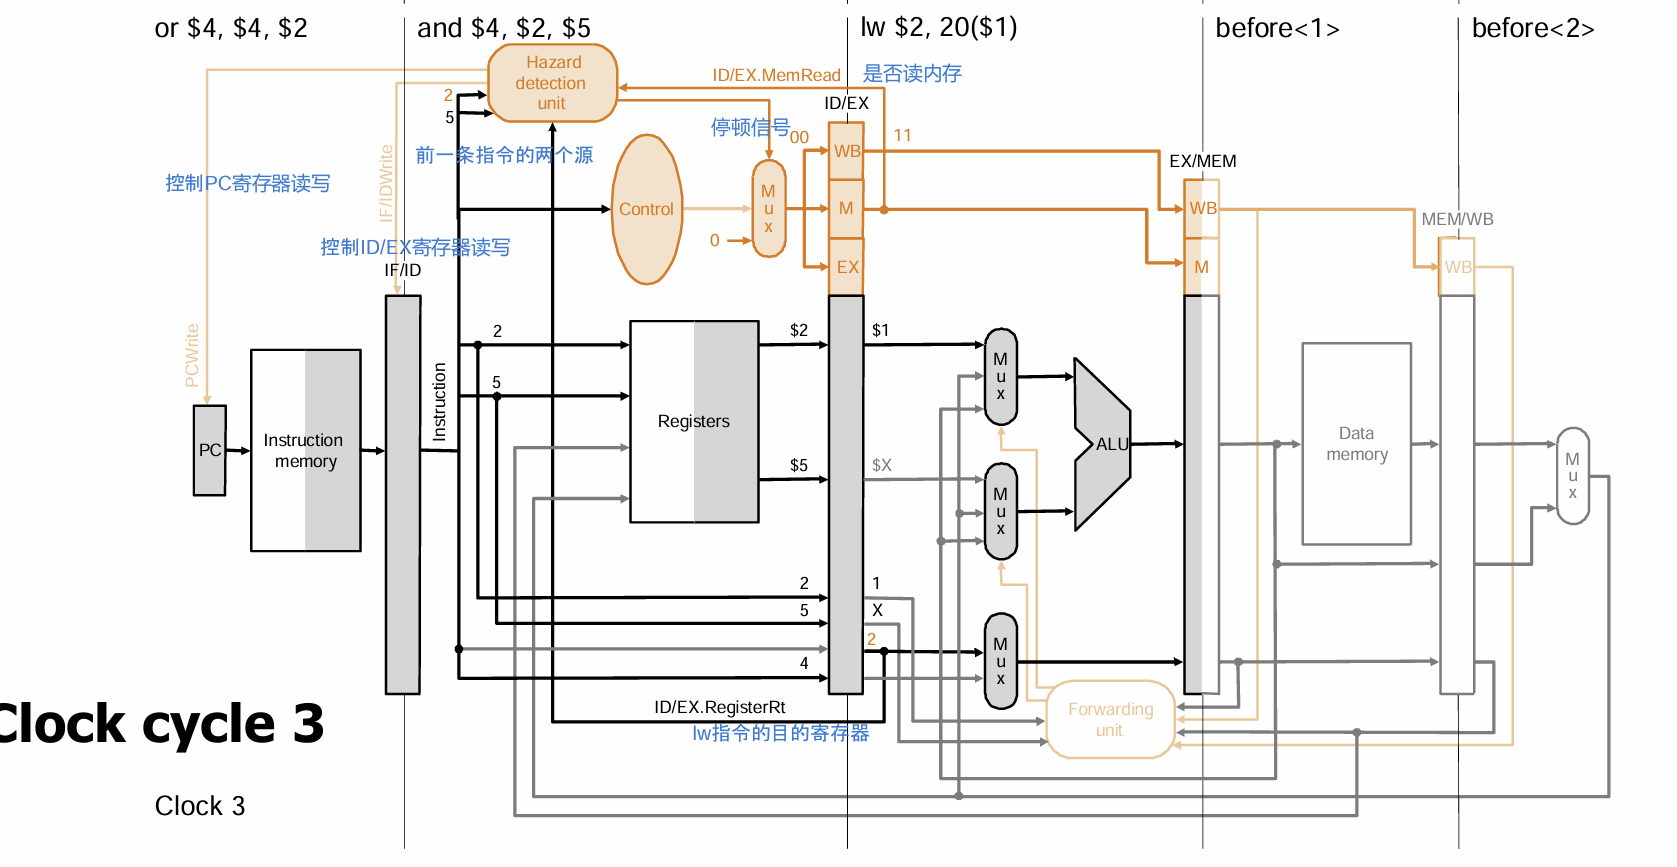 or $4, $4, $2
and $4, $2, $5
lw $2, 20($1)
before<1>
before<2>
Hazard
detection
unit
ID/EX.MemRead
是否读内存
2
5
ID/EX
停顿信号
00
11
前一条指令的两个源
WB
EX/MEM
控制PC寄存器读写
IF/IDWrite
Control
M
u
x
M
WB
MEM/WB
0
控制ID/EX寄存器读写
IF/ID
EX
M
WB
PCWrite
2
$2
$1
Instruction
5
M
u
x
PC
Instruction
memory
Registers
ALU
Data
memory
M
u
x
$5
$X
M
u
x
2
1
5
X
2
4
M
u
x
ID/EX.RegisterRt
lw指令的目的寄存器
Forwarding
unit
Clock cycle 3
Clock 3